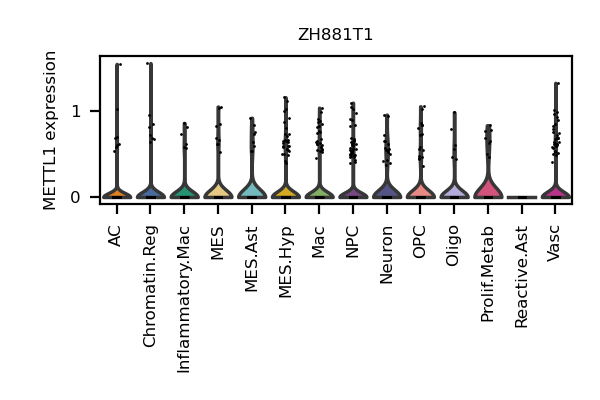 ZH881T1
METTL1 expression
1
0
AC
Chromatin.Reg
Inflammatory.Mac
MES
MES.Ast
MES.Hyp
Mac
NPC
Neuron
OPC
Oligo
Prolif.Metab
Reactive.Ast
Vasc